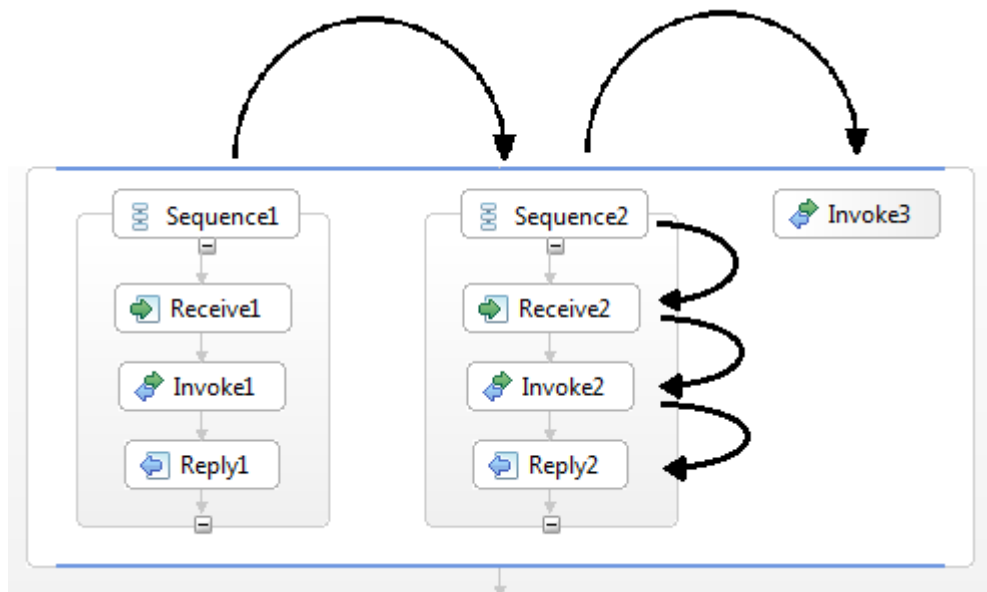 Sequence1
Sequence2
Invoke3
Receive1
Receive2
Invoke1
Invoke2
Reply1
Reply2